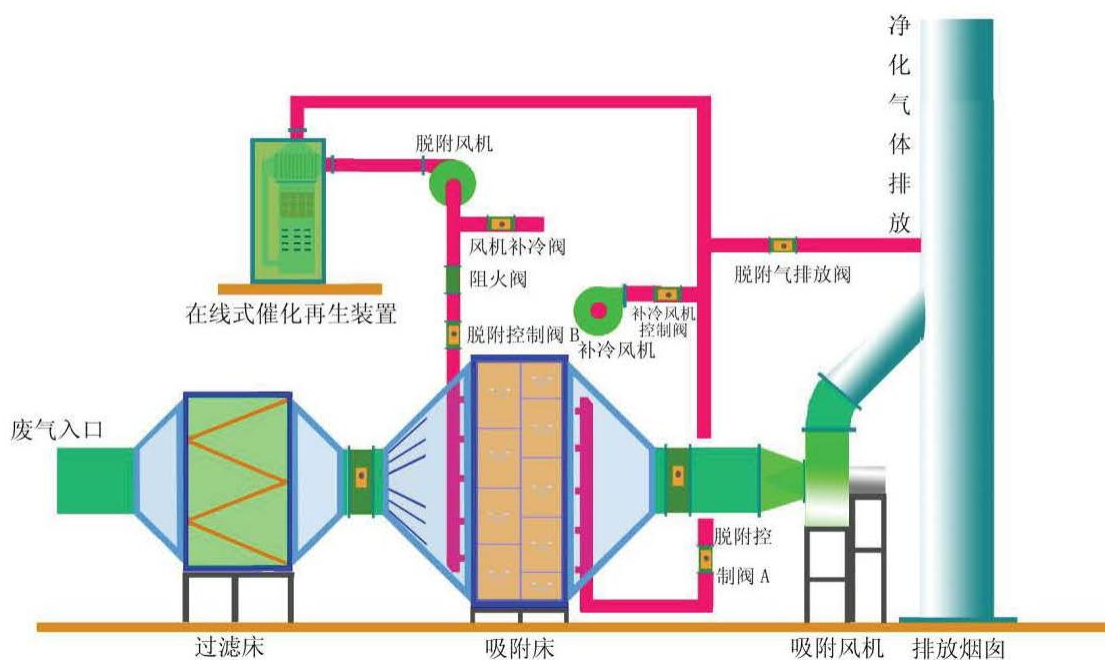 净化气体排放
脱附风机
风机补冷阀
阻火阀
脱附气排放阀
在线式催化再生装置
补冷风机
控制阀
脱附控制阀 B
补冷风机
废气入口
脱附控
制阀 A
过滤床
吸附床
吸附风机
排放烟囱